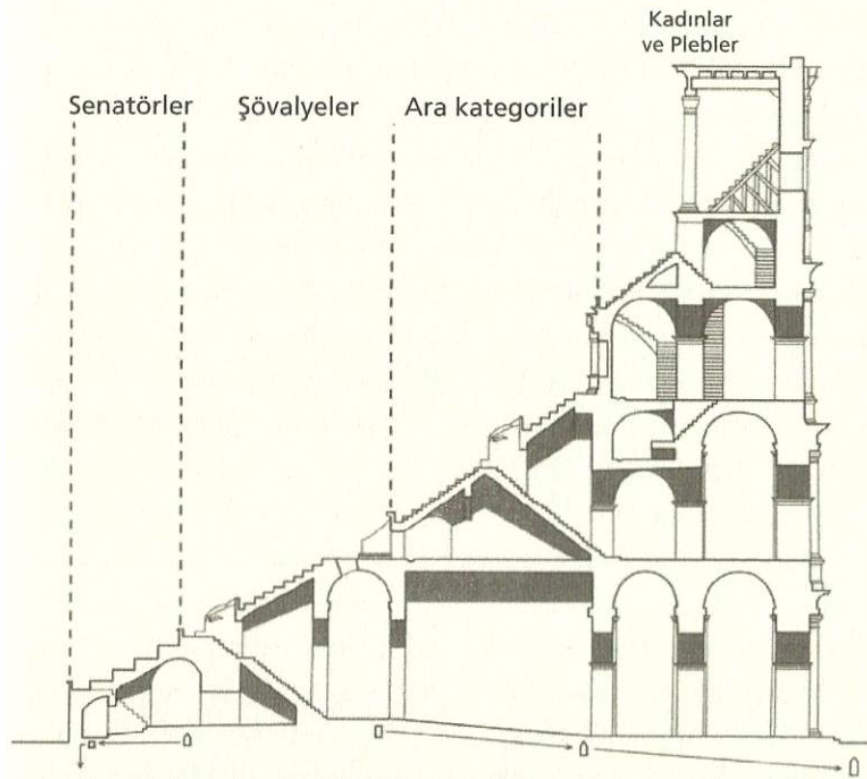 Kadınlar
ve Plebler
Senatörler
Şövalyeler
Ara kategoriler